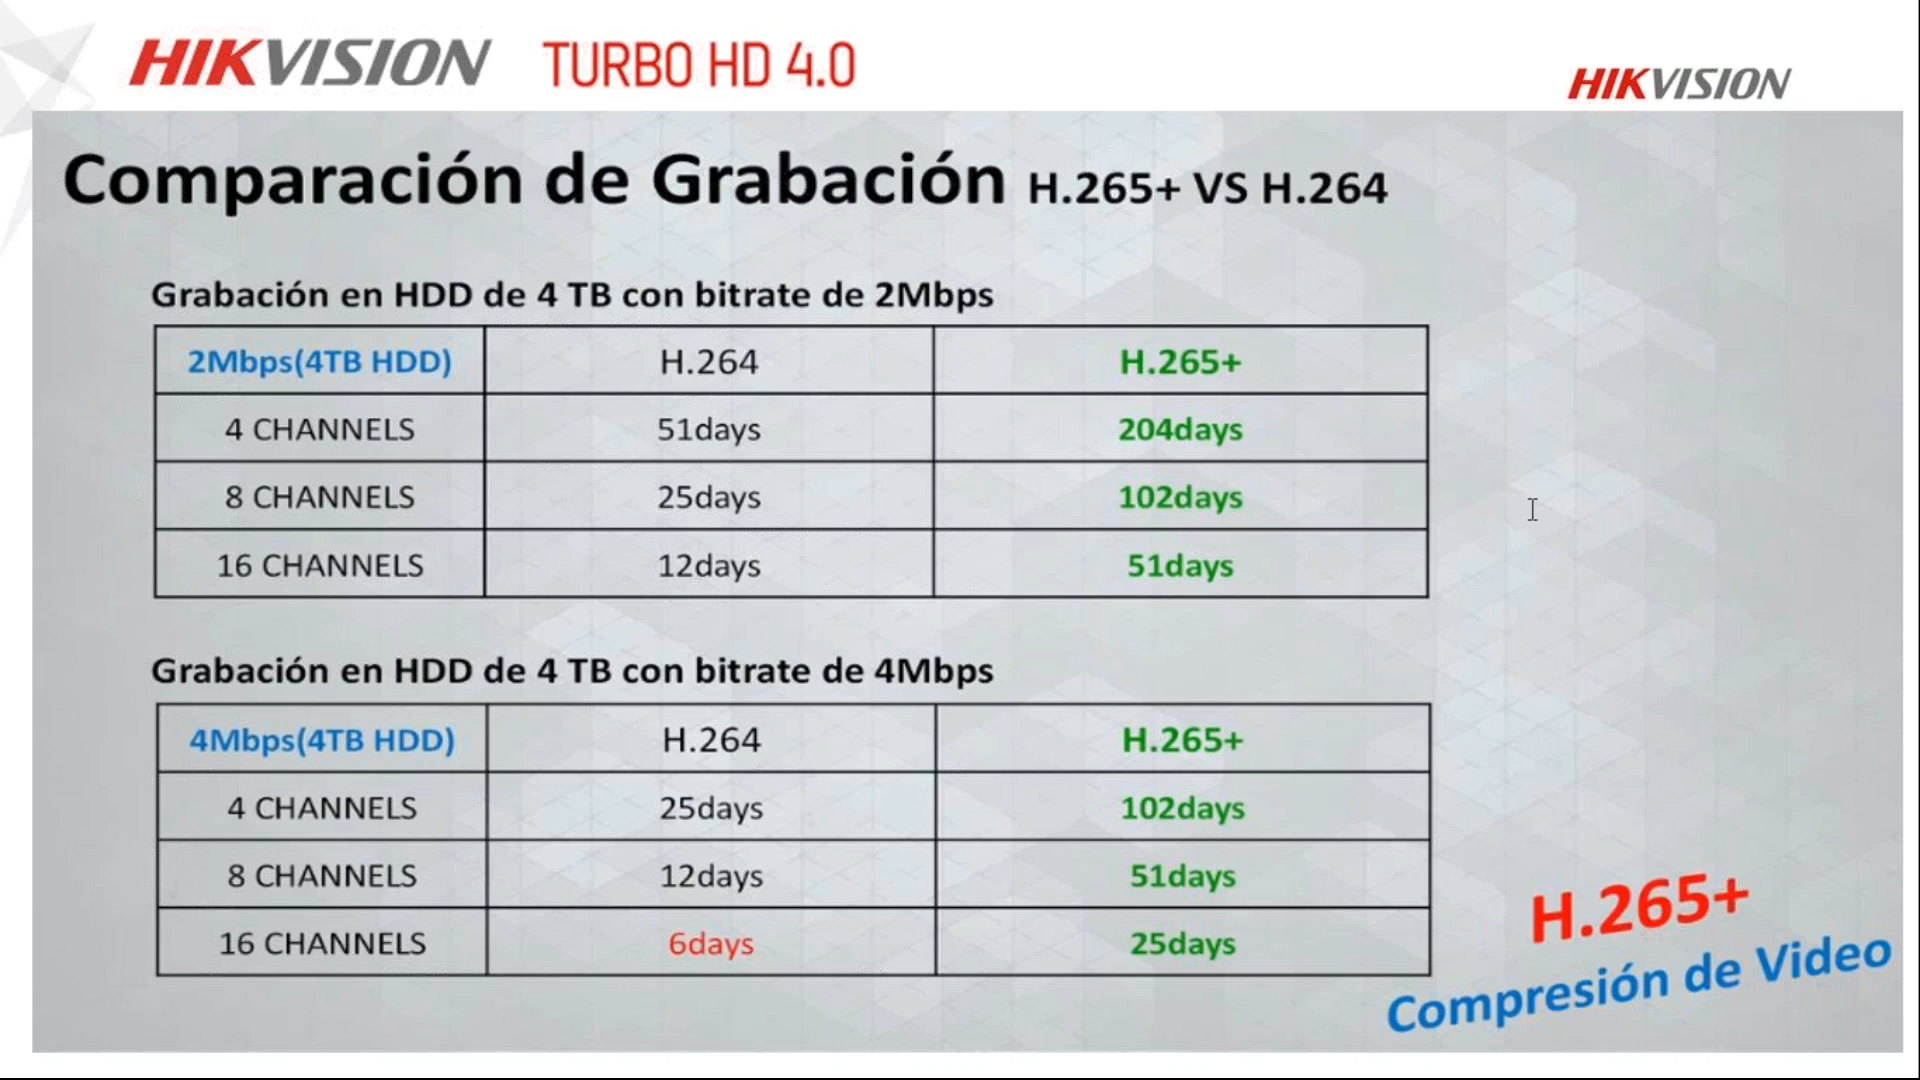 HIKVISION TURBO HD 4.0
HIKVISION
Comparación de Grabación H.265+ VS H.264
Grabación en HDD de 4 TB con bitrate de 2Mbps
2Mbps(4TB HDD) H.264 H.265+
4 CHANNELS 51days 204days
8 CHANNELS 25days 102days
16 CHANNELS 12days 51days
Grabación en HDD de 4 TB con bitrate de 4Mbps
4Mbps(4TB HDD) H.264 H.265+
4 CHANNELS 25days 102days
8 CHANNELS 12days 51days
16 CHANNELS 6days 25days
H.265+
Compresión de Video